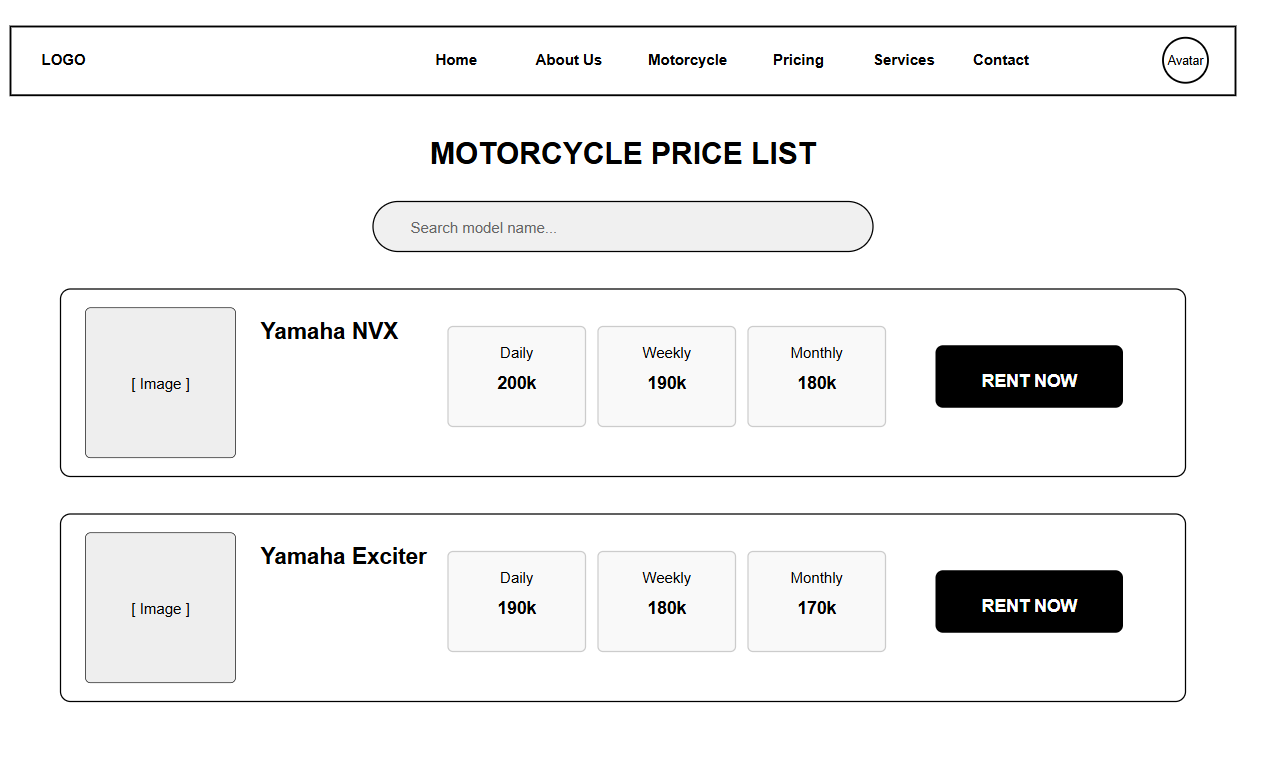 LOGO Home About Us Motorcycle Pricing Services Contact Avatar
MOTORCYCLE PRICE LIST
Search model name...
[ Image ]
Yamaha NVX
Daily
200k
Weekly
190k
Monthly
180k
RENT NOW
[ Image ]
Yamaha Exciter
Daily
190k
Weekly
180k
Monthly
170k
RENT NOW